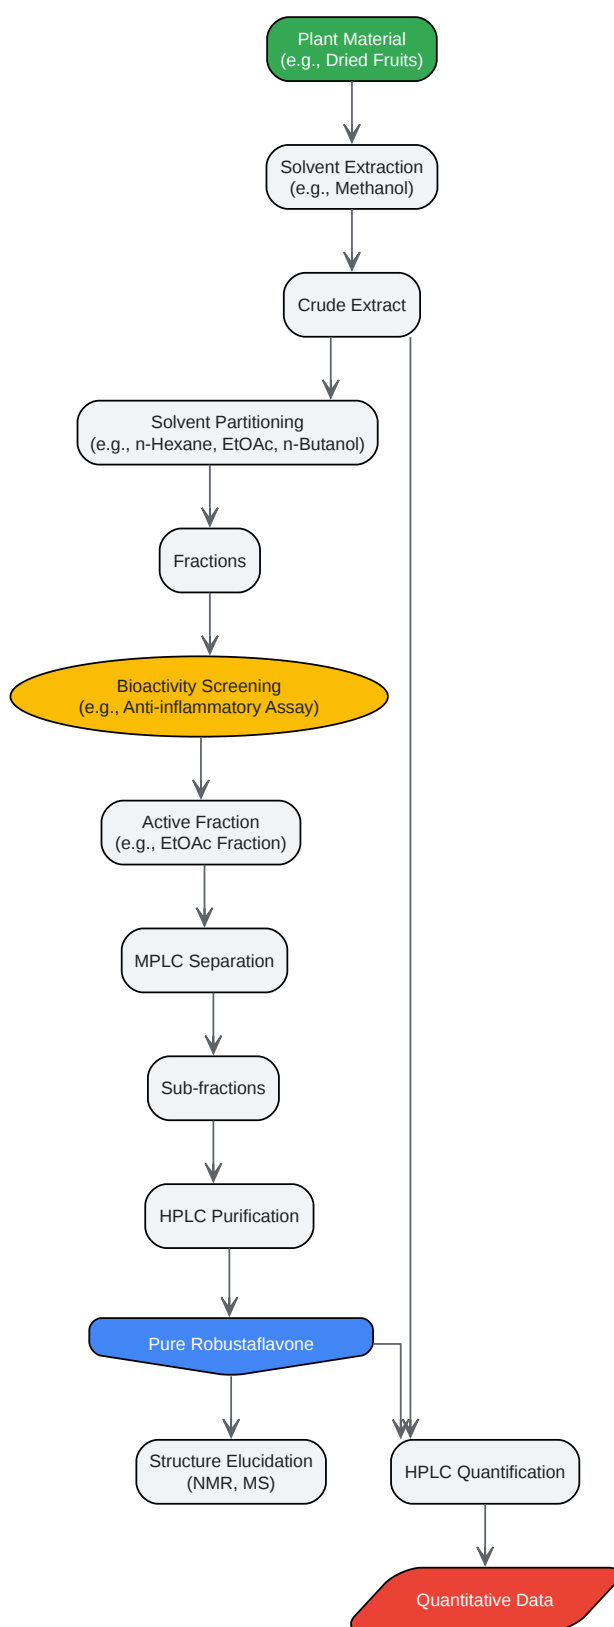 Plant Material
(e.g., Dried Fruits)
Solvent Extraction
(e.g., Methanol)
Crude Extract
Solvent Partitioning
(e.g., n-Hexane, EtOAc, n-Butanol)
Fractions
Bioactivity Screening
(e.g., Anti-inflammatory Assay)
Active Fraction
(e.g., EtOAc Fraction)
MPLC Separation
Sub-fractions
HPLC Purification
Pure Robustaflavone
Structure Elucidation
(NMR, MS)
HPLC Quantification
Quantitative Data